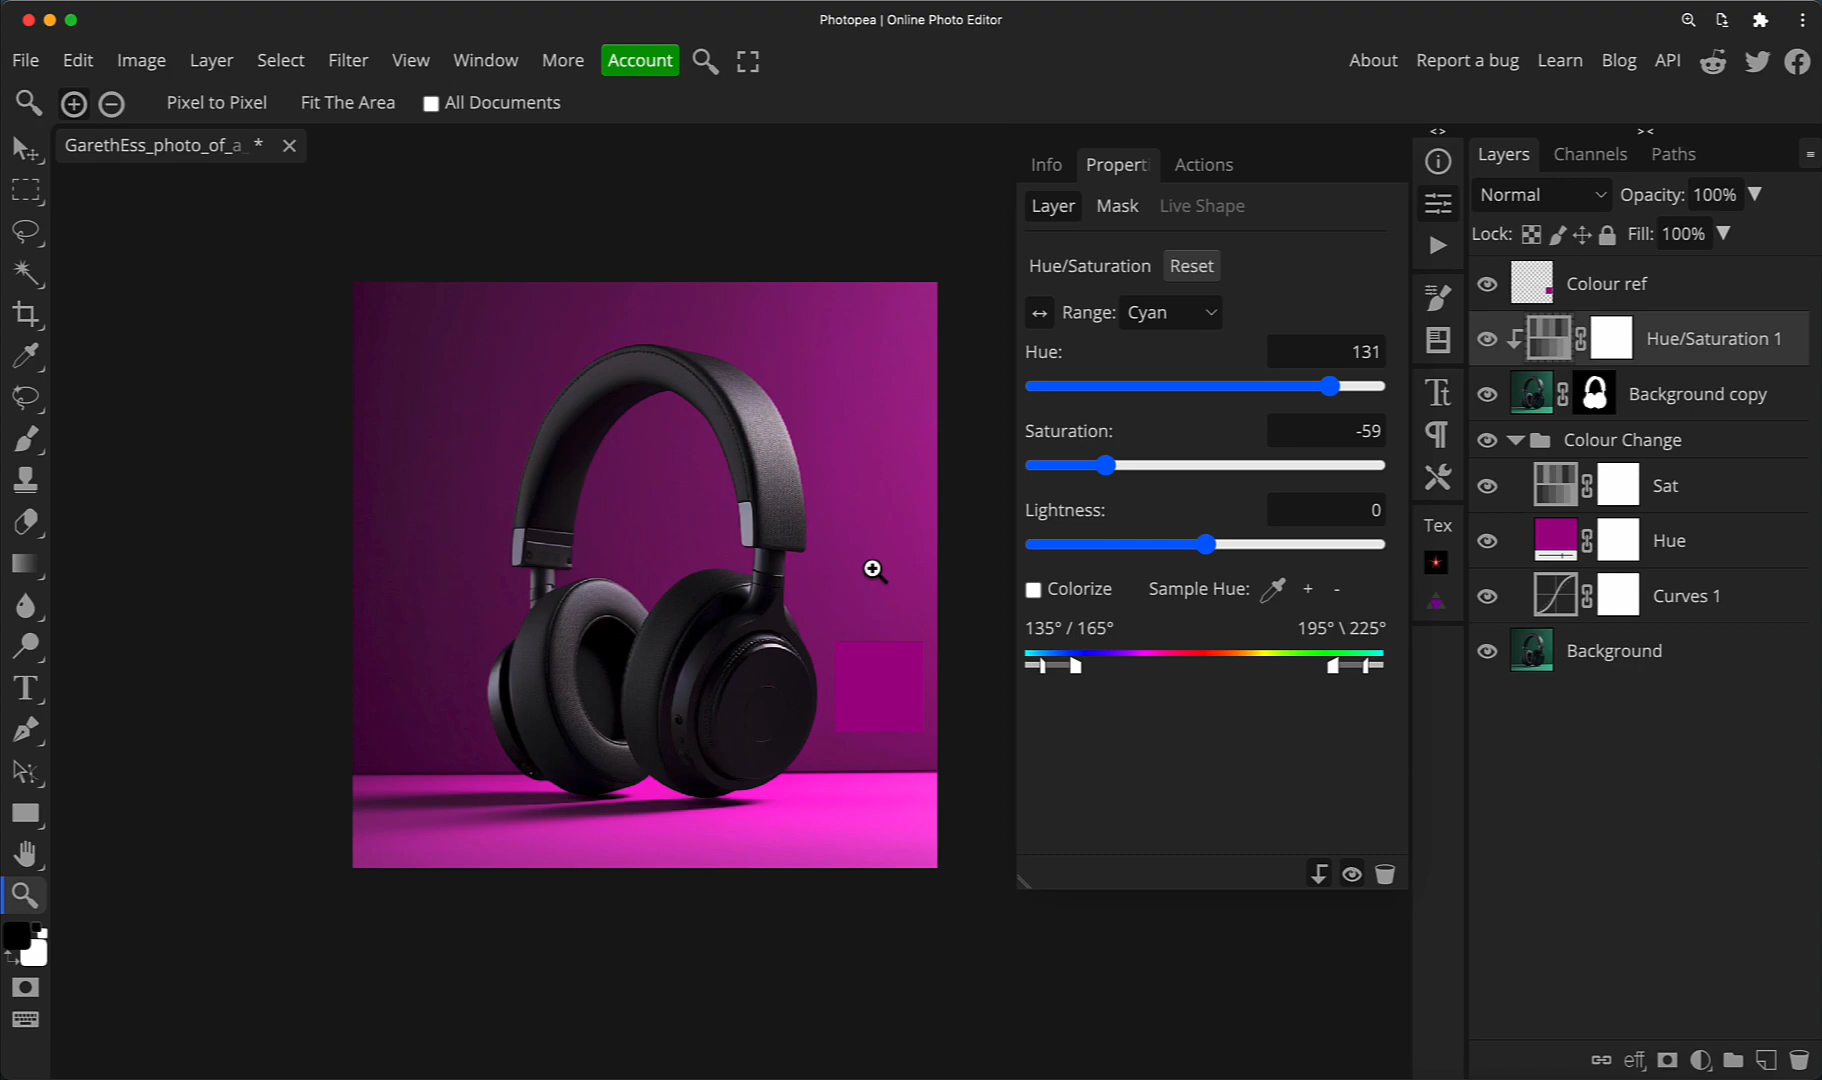 Photopea | Online Photo Editor
File Edit Image Layer Select Filter View Window More Account
About Report a bug Learn Blog API
Pixel to Pixel Fit The Area All Documents
GarethEss_photo_of_a_ *
Info Properti Actions
Layer Mask Live Shape
Hue/Saturation Reset
Range: Cyan
Hue: 131
Saturation: -59
Lightness: 0
Colorize Sample Hue: + -
135° / 165° 195° \ 225°
Tex
Layers Channels Paths
Normal Opacity: 100%
Lock: Fill: 100%
Colour ref
Hue/Saturation 1
Background copy
Colour Change
Sat
Hue
Curves 1
Background
eff